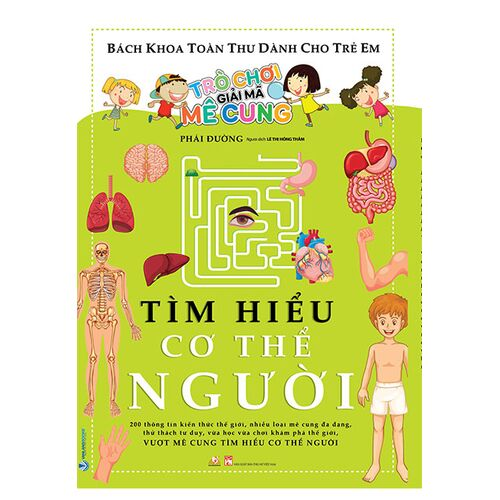 BÁCH KHOA TOÀN THƯ DÀNH CHO TRẺ EM
TRÒ CHƠI
GIẢI MÃ
MÊ CUNG
PHÁI ĐƯỜNG Người dịch LÊ THỊ HỒNG THẮM
TÌM HIỂU
CƠ THỂ
NGƯỜI
200 thông tin kiến thức thế giới, nhiều loại mê cung đa dạng,
thử thách tư duy, vừa học vừa chơi khám phá thế giới,
VƯỢT MÊ CUNG TÌM HIỂU CƠ THỂ NGƯỜI